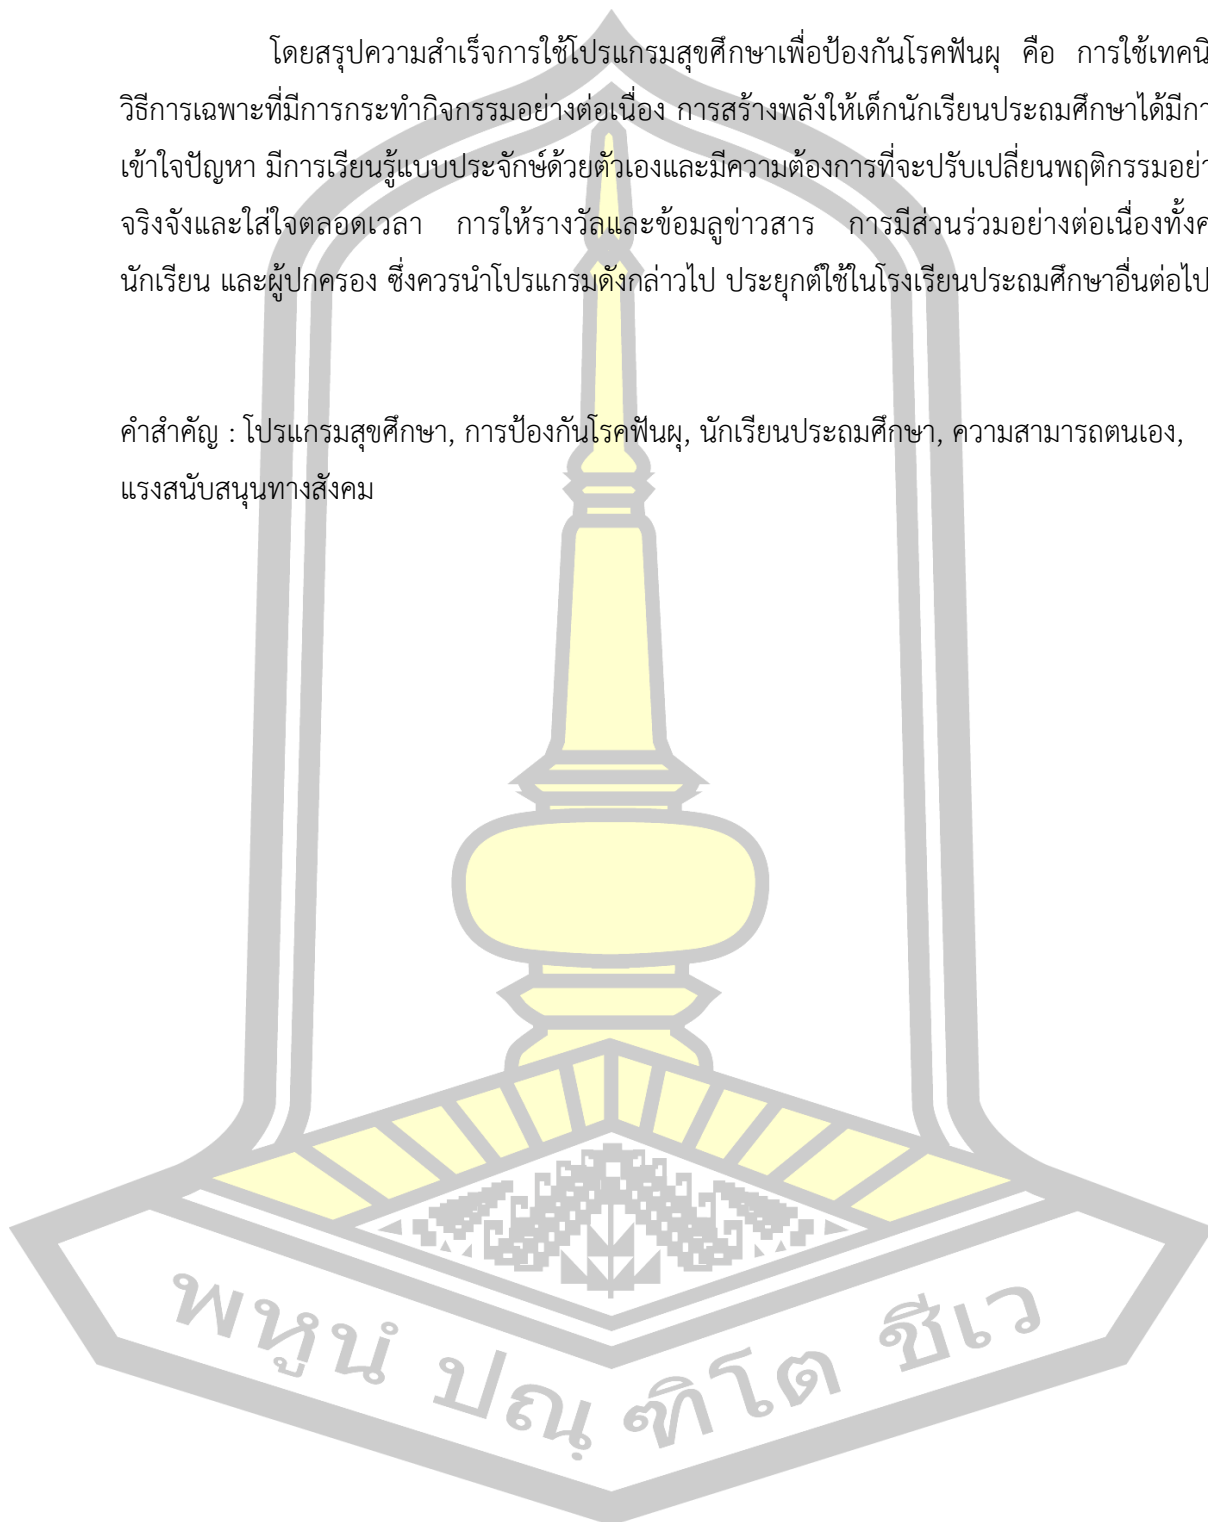 โดยสรุปความสำเร็จการใช้โปรแกรมสุขศึกษาเพื่อป้องกันโรคฟันผุ คือ การใช้เทคนิ
วิธีการเฉพาะที่มีการกระทำกิจกรรมอย่างต่อเนื่อง การสร้างพลังให้เด็กนักเรียนประถมศึกษาได้มีกา
เข้าใจปัญหา มีการเรียนรู้แบบประจักษ์ด้วยตัวเองและมีความต้องการที่จะปรับเปลี่ยนพฤติกรรมอย่า
จริงจังและใส่ใจตลอดเวลา การให้รางวัลและข้อมลูข่าวสาร การมีส่วนร่วมอย่างต่อเนื่องทั้งค
นักเรียน และผู้ปกครอง ซึ่งควรนำโปรแกรมดังกล่าวไป ประยุกต์ใช้ในโรงเรียนประถมศึกษาอื่นต่อไป
คำสำคัญ : โปรแกรมสุขศึกษา, การป้องกันโรคฟันผุ, นักเรียนประถมศึกษา, ความสามารถตนเอง,
แรงสนับสนุนทางสังคม
พหูนํ ปณฺ ฑิโต ชีเว